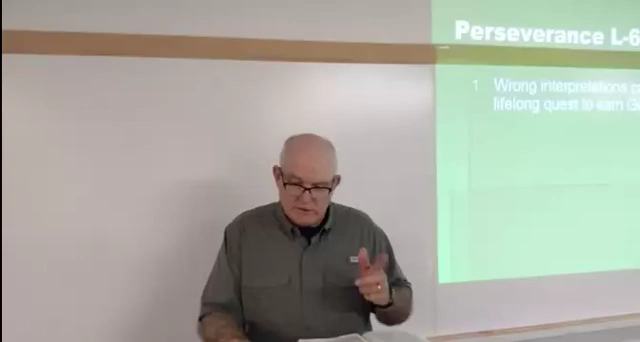 Perseverance L-6
1 Wrong interpretations
lifelong quest to earn